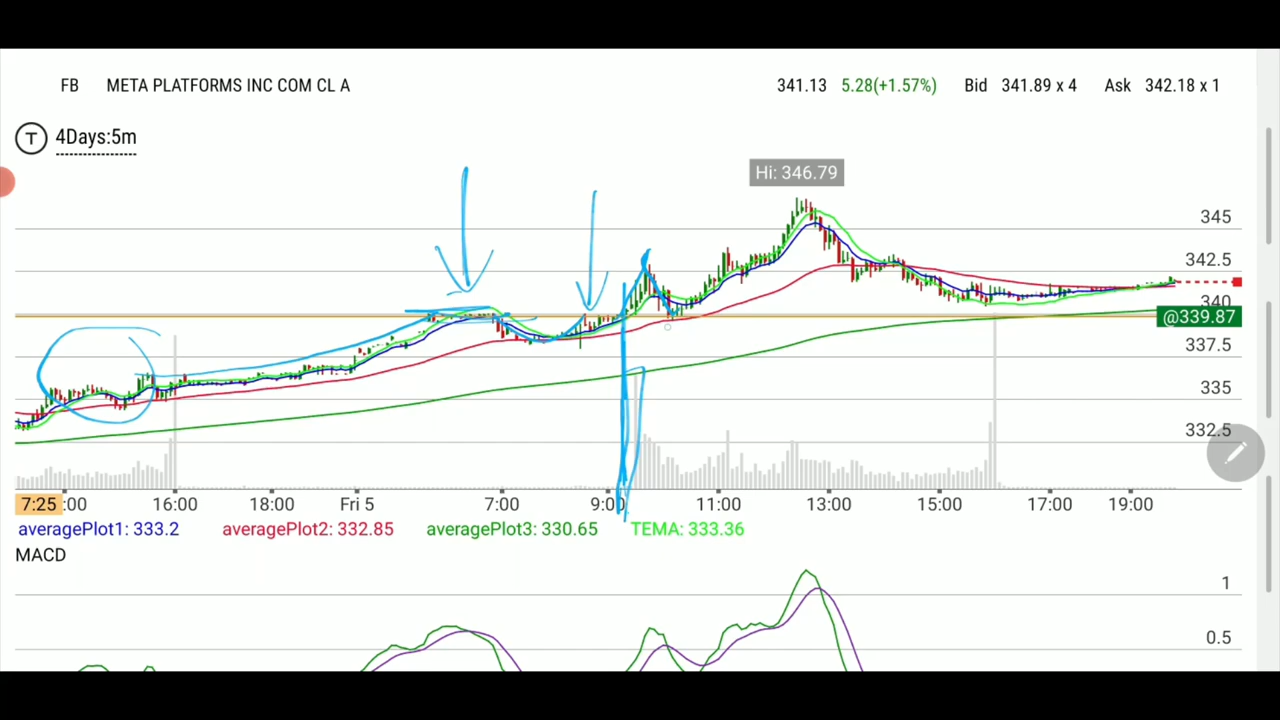 FB META PLATFORMS INC COM CL A 341.13 5.28(+1.57%) Bid 341.89 x 4 Ask 342.18 x 1
T 4Days:5m
Hi: 346.79
345
342.5
340
@339.87
337.5
335
332.5
7:25 :00 16:00 18:00 Fri 5 7:00 9:00 11:00 13:00 15:00 17:00 19:00
averagePlot1: 333.2 averagePlot2: 332.85 averagePlot3: 330.65 TEMA: 333.36
MACD
1
0.5